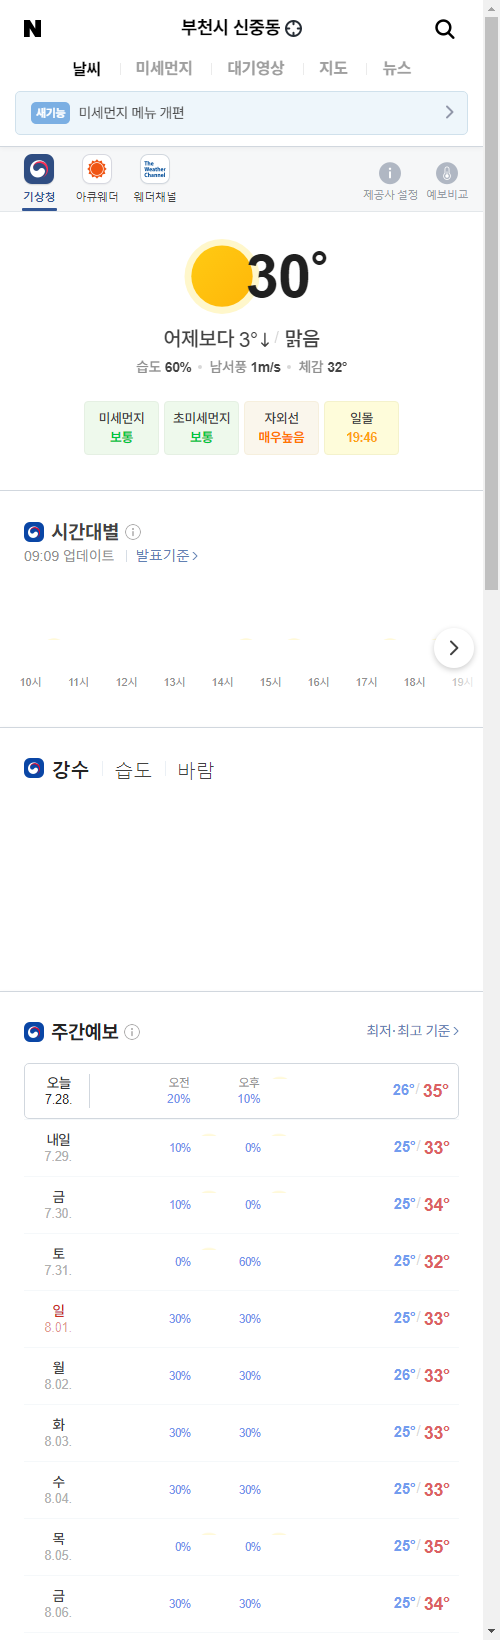 N 부천시 신중동
날씨 미세먼지 대기영상 지도 뉴스
새기능 미세먼지 메뉴 개편
The Weather Channel
기상청 아큐웨더 웨더채널 제공사 설정 예보비교
30°
어제보다 3°↓ / 맑음
습도 60% • 남서풍 1m/s • 체감 32°
미세먼지 초미세먼지 자외선 일몰
보통 보통 매우높음 19:46
시간대별
09:09 업데이트 발표기준 >
10시 11시 12시 13시 14시 15시 16시 17시 18시 19시
강수 습도 바람
주간예보 최저·최고 기준 >
오늘 7.28. 오전 20% 오후 10% 26° / 35°
내일 7.29. 10% 0% 25° / 33°
금 7.30. 10% 0% 25° / 34°
토 7.31. 0% 60% 25° / 32°
일 8.01. 30% 30% 25° / 33°
월 8.02. 30% 30% 26° / 33°
화 8.03. 30% 30% 25° / 33°
수 8.04. 30% 30% 25° / 33°
목 8.05. 0% 0% 25° / 35°
금 8.06. 30% 30% 25° / 34°